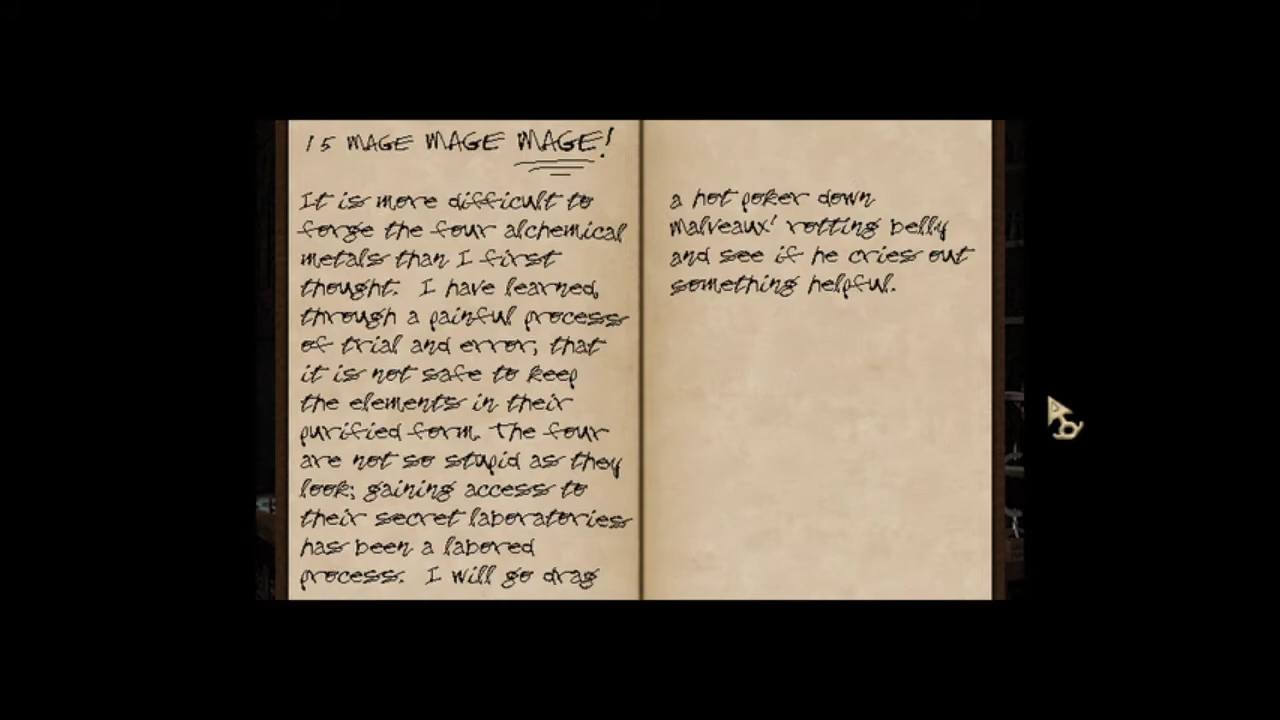 15 MAGE MAGE MAGE!
It is more difficult to
forge the four alchemical
metals than I first
thought. I have learned,
through a painful process
of trial and error, that
it is not safe to keep
the elements in their
purified form. The four
are not so stupid as they
look; gaining access to
their secret laboratories
has been a labored
process. I will go drag
a hot poker down
Malveaux' rotting belly
and see if he cries out
something helpful.